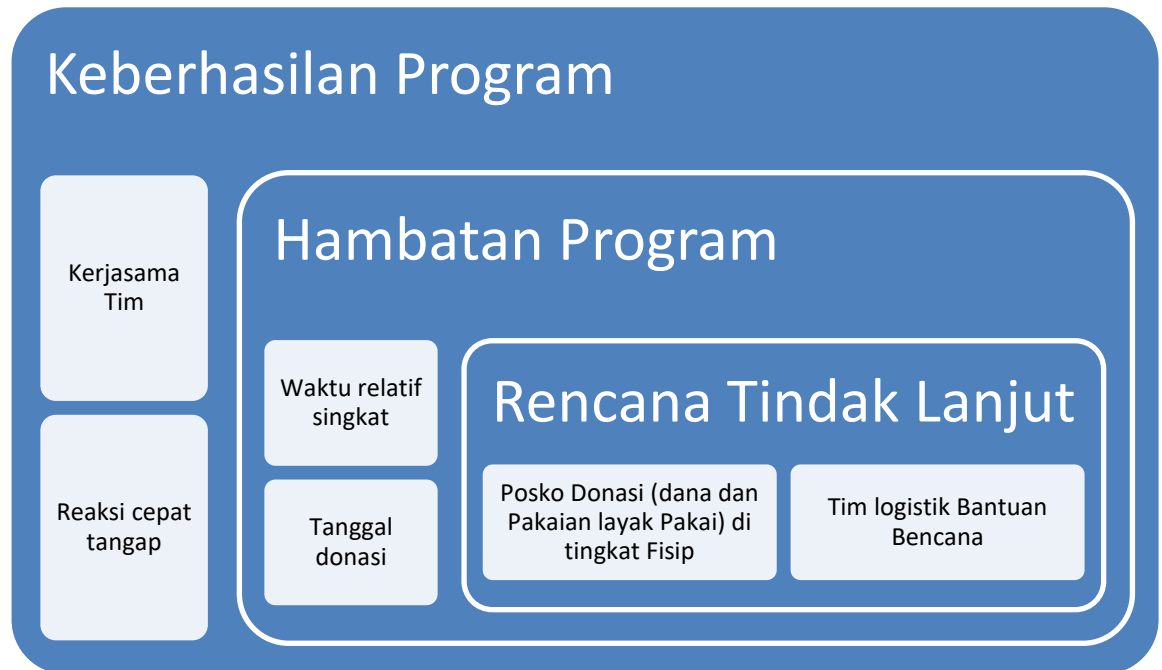 Keberhasilan Program
Kerjasama
Tim
Reaksi cepat
tangap
Hambatan Program
Waktu relatif
singkat
Tanggal
donasi
Rencana Tindak Lanjut
Posko Donasi (dana dan
Pakaian layak Pakai) di
tingkat Fisip
Tim logistik Bantuan
Bencana